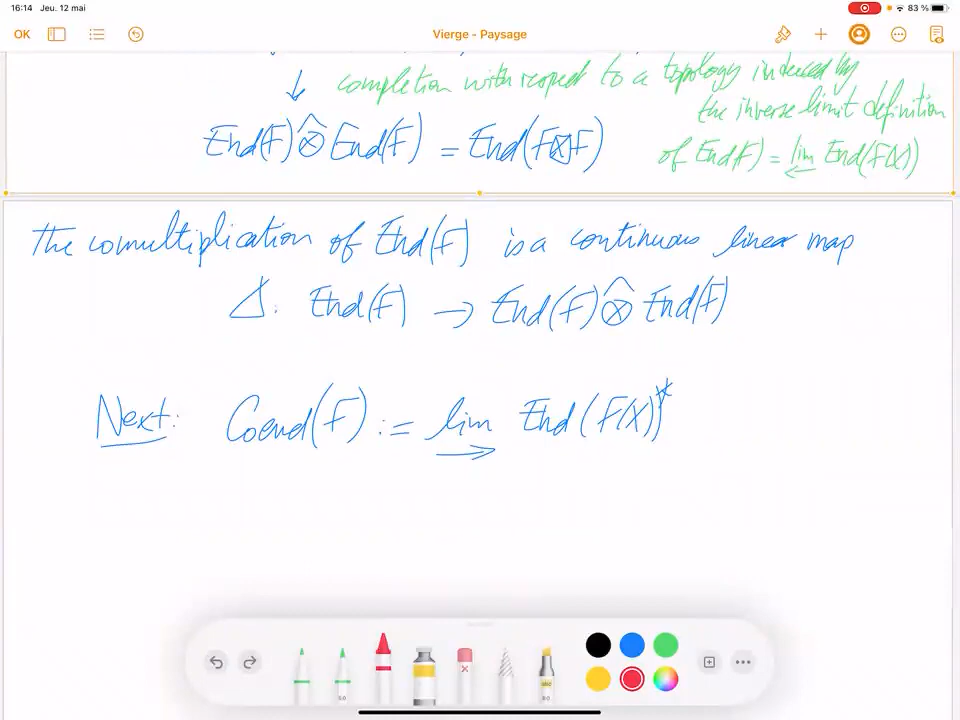 16:14 Jeu. 12 mai 83 %
OK Vierge - Paysage
↓ completion with respect to a topology induced by
the inverse limit definition
End(F) ⊗̂ End(F) = End(F⊠F) of End(F) = lim← End(F(X))
The comultiplication of End(F) is a continuous linear map
Δ: End(F) → End(F) ⊗̂ End(F)
Next: Coend(F) := lim→ End(F(X))*